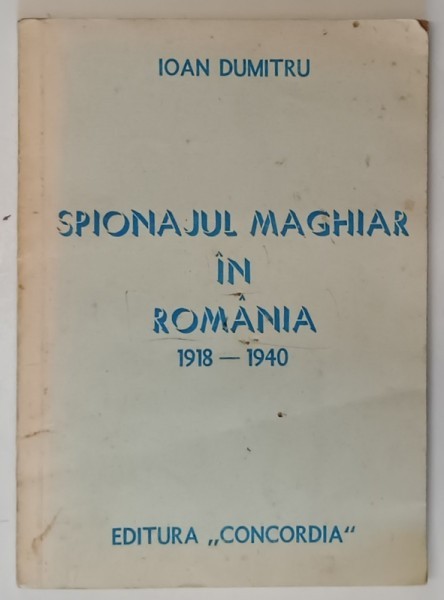 IOAN DUMITRU
SPIONAJUL MAGHIAR
ÎN
ROMÂNIA
1918 — 1940
EDITURA „CONCORDIA“